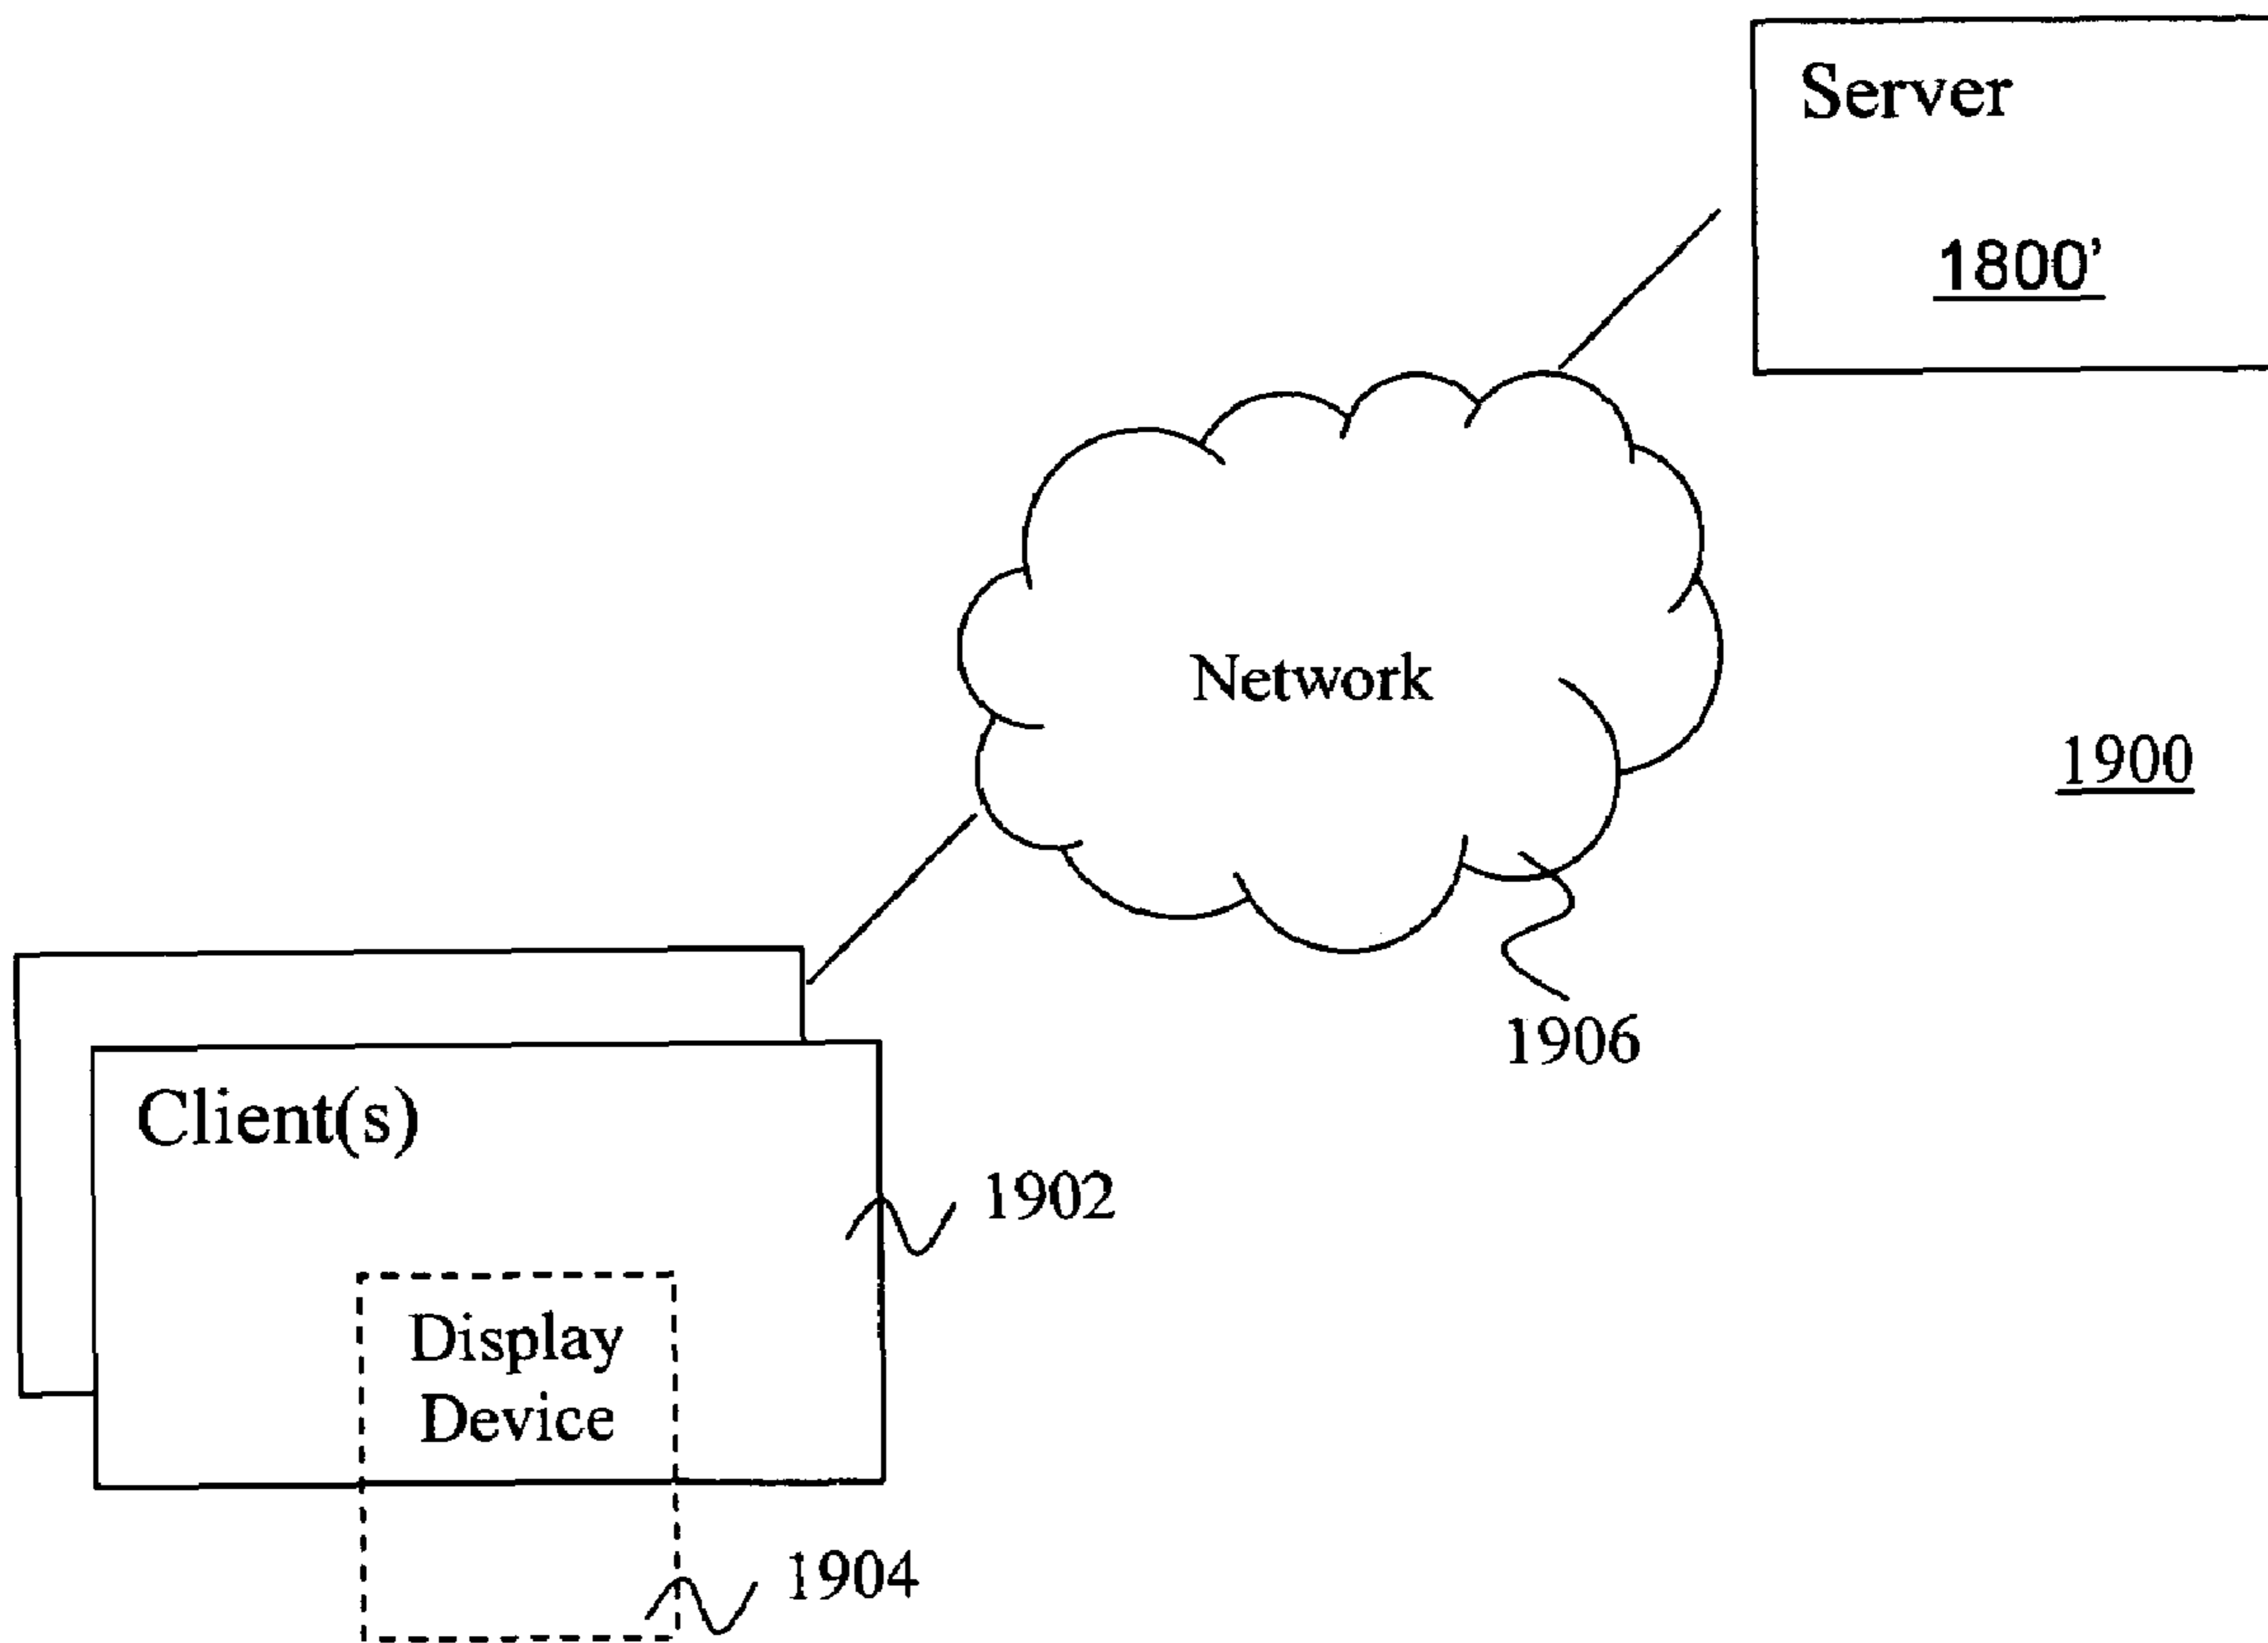 Server
1800’
Network
1900
1906
Client(s)
1902
Display
Device
1904